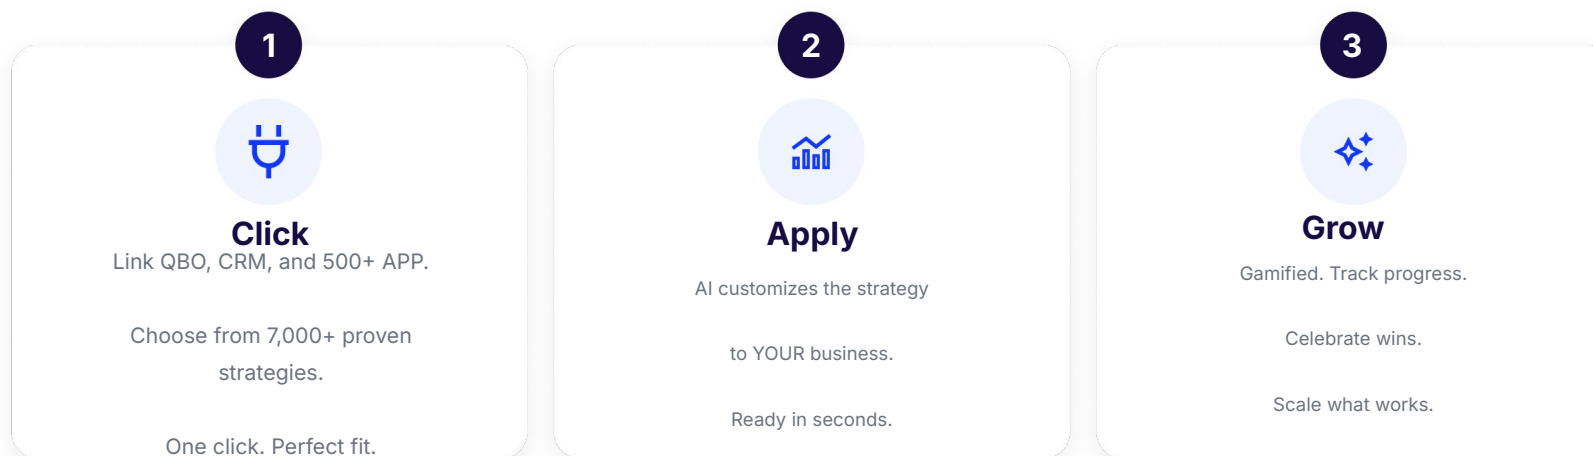 1
Click
Link QBO, CRM, and 500+ APP.
Choose from 7,000+ proven
strategies.
One click. Perfect fit.
2
Apply
AI customizes the strategy
to YOUR business.
Ready in seconds.
3
Grow
Gamified. Track progress.
Celebrate wins.
Scale what works.